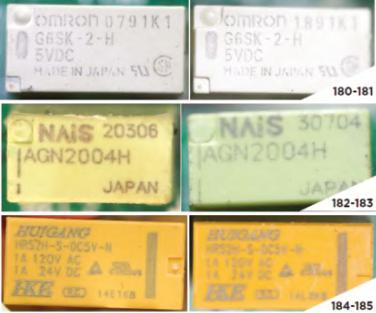 omron 0791K1
G6SK-2-H
5VDC
MADE IN JAPAN
omron 1891K1
G6SK-2-H
5VDC
MADE IN JAPAN
180-181
NAiS 20306
AGN2004H
JAPAN
NAiS 30704
AGN2004H
JAPAN
182-183
HUIGANG
HRS2H-S-DC5V-N
1A 120V AC
1A 24V DC
HKE 14E16B
HUIGANG
HRS2H-S-DC5V-N
1A 120V AC
1A 24V DC
HKE
184-185